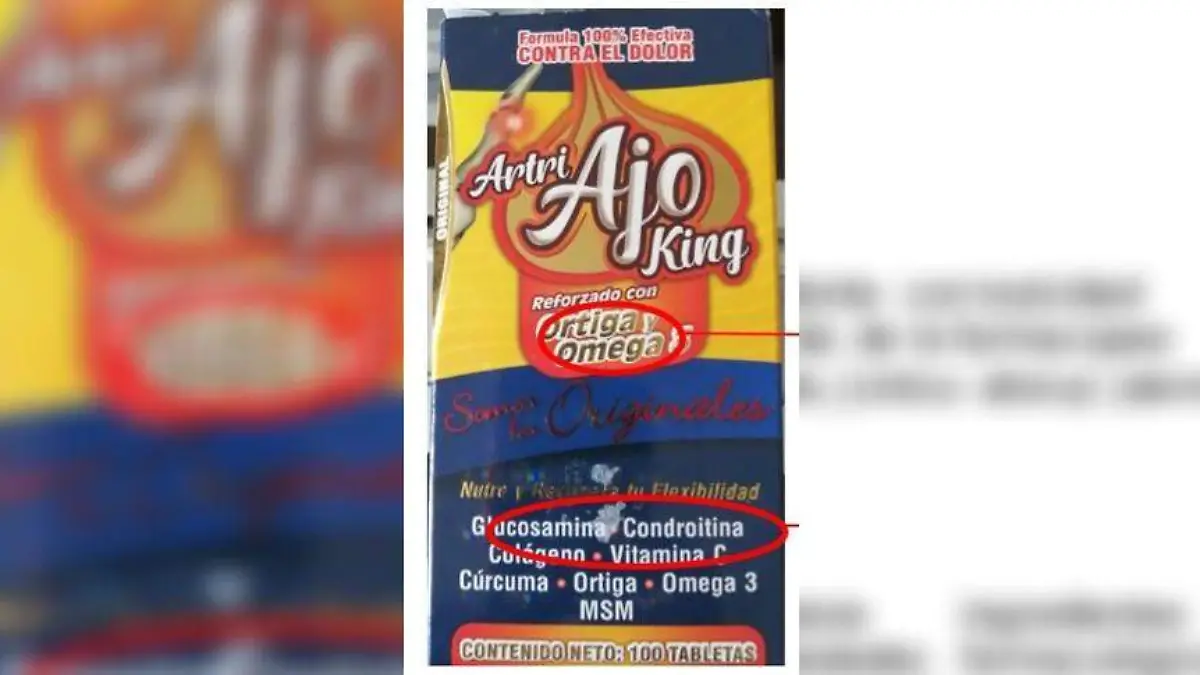 Formula 100% Efectiva
CONTRA EL DOLOR
ORIGINAL
Artri Ajo King
Reforzado con
Ortiga y
Omega
Somos los Originales
Nutre y Recupera tu Flexibilidad
Glucosamina • Condroitina
Colágeno • Vitamina C
Cúrcuma • Ortiga • Omega 3
MSM
CONTENIDO NETO: 100 TABLETAS